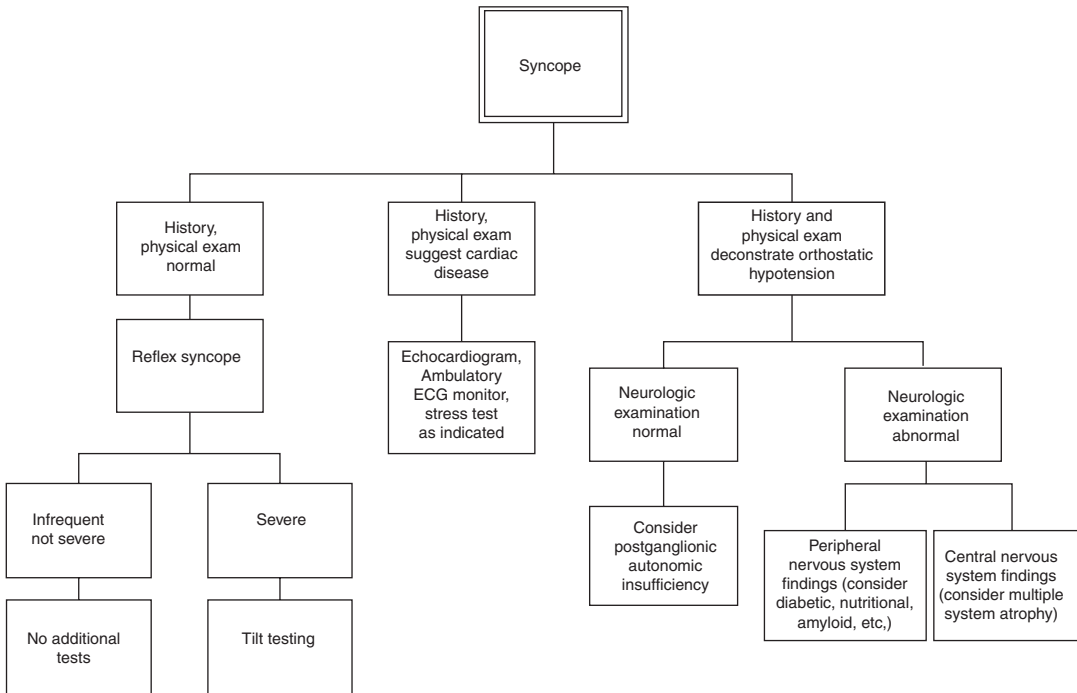 Syncope
History,
physical exam
normal
History,
physical exam
suggest cardiac
disease
History and
physical exam
deconstrate orthostatic
hypotension
Reflex syncope
Echocardiogram,
Ambulatory
ECG monitor,
stress test
as indicated
Neurologic
examination
normal
Neurologic
examination
abnormal
Infrequent
not severe
Severe
Consider
postganglionic
autonomic
insufficiency
Peripheral
nervous system
findings (consider
diabetic, nutritional,
amyloid, etc,)
Central nervous
system findings
(consider multiple
system atrophy)
No additional
tests
Tilt testing